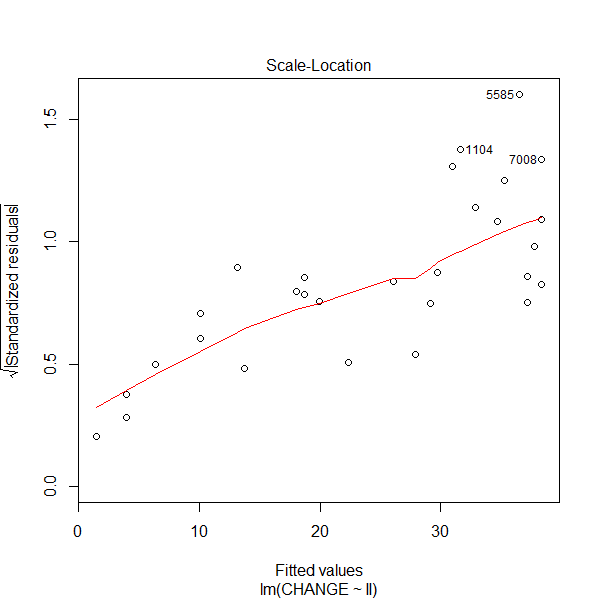 Scale-Location
√|Standardized residuals|
1.5
1.0
0.5
0.0
5585
1104
7008
0 10 20 30
Fitted values
lm(CHANGE ~ II)